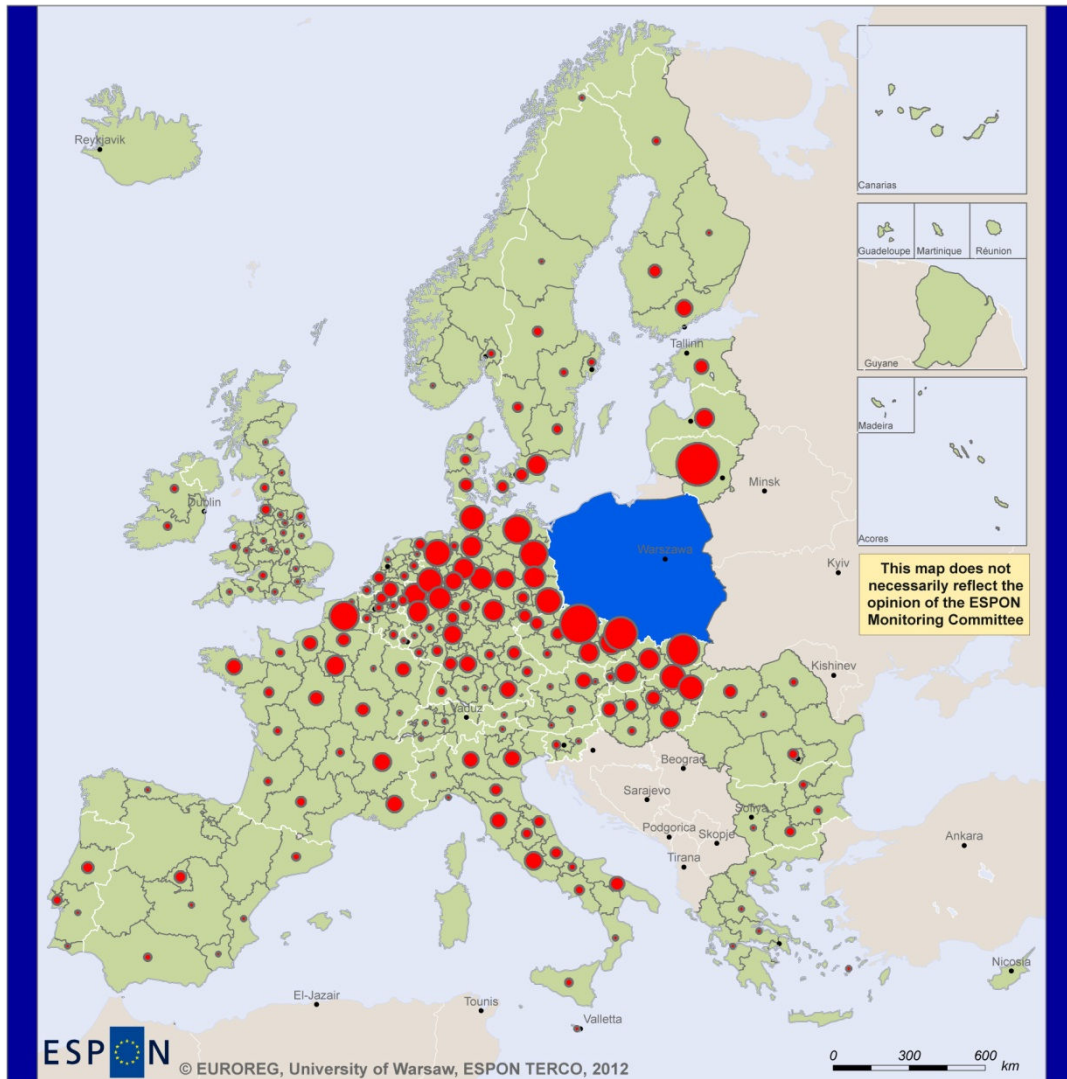 Reykjavik
Canarias
Guadeloupe
Martinique
Réunion
Guyane
Tallinn
Madeira
Minsk
Dublin
Acores
Warszawa
Kyiv
This map does not
necessarily reflect the
opinion of the ESPON
Monitoring Committee
Kishinev
Vaduz
Beograd
Sarajevo
Sofiya
Podgorica
Skopje
Ankara
Tirana
Nicosia
El-Jazair
Tounis
Valletta
ESPON
© EUROREG, University of Warsaw, ESPON TERCO, 2012
0 300 600
km